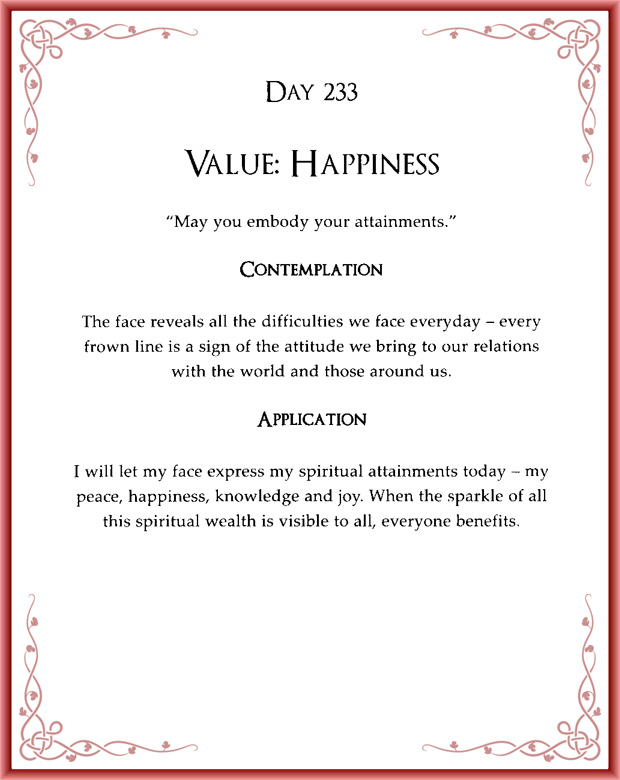 DAY 233
VALUE: HAPPINESS
“May you embody your attainments.”
CONTEMPLATION
The face reveals all the difficulties we face everyday – every
frown line is a sign of the attitude we bring to our relations
with the world and those around us.
APPLICATION
I will let my face express my spiritual attainments today – my
peace, happiness, knowledge and joy. When the sparkle of all
this spiritual wealth is visible to all, everyone benefits.